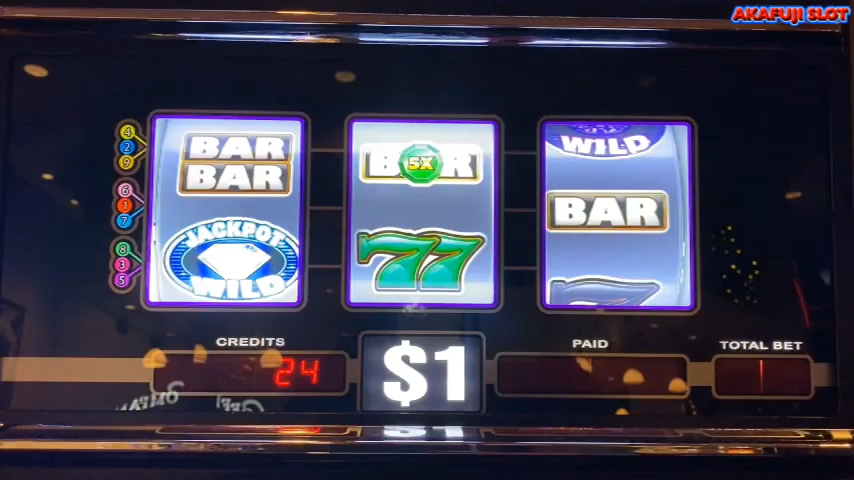 AKAFUJI SLOT
4
2
9
6
1
7
8
3
5
BAR
BAR
JACKPOT
WILD
BAR
5X
77
WILD
BAR
CREDITS
24
$1
PAID
TOTAL BET